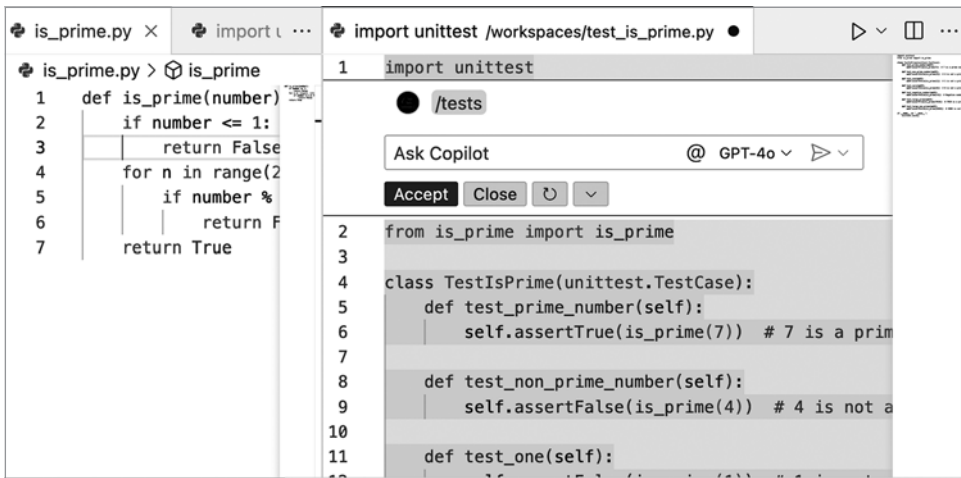 is_prime.py × import u ...
is_prime.py > is_prime
1 def is_prime(number)
2 if number <= 1:
3 return False
4 for n in range(2
5 if number %
6 return F
7 return True
import unittest /workspaces/test_is_prime.py ● ...
1 import unittest
/tests
Ask Copilot @ GPT-4o
Accept Close
2 from is_prime import is_prime
3
4 class TestIsPrime(unittest.TestCase):
5 def test_prime_number(self):
6 self.assertTrue(is_prime(7)) # 7 is a prim
7
8 def test_non_prime_number(self):
9 self.assertFalse(is_prime(4)) # 4 is not a
10
11 def test_one(self):